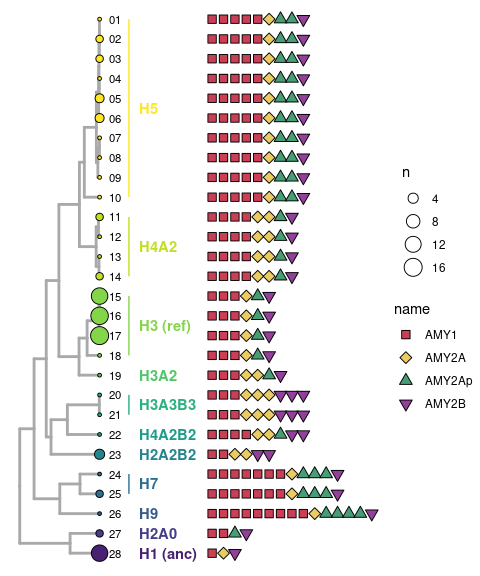 01
02
03
04
05
06
07
08
09
10
H5
11
12
13
14
H4A2
15
16
17
18
H3 (ref)
19 H3A2
20
21
H3A3B3
22 H4A2B2
23 H2A2B2
24
25
H7
26 H9
27 H2A0
28 H1 (anc)
n
4
8
12
16
name
AMY1
AMY2A
AMY2Ap
AMY2B